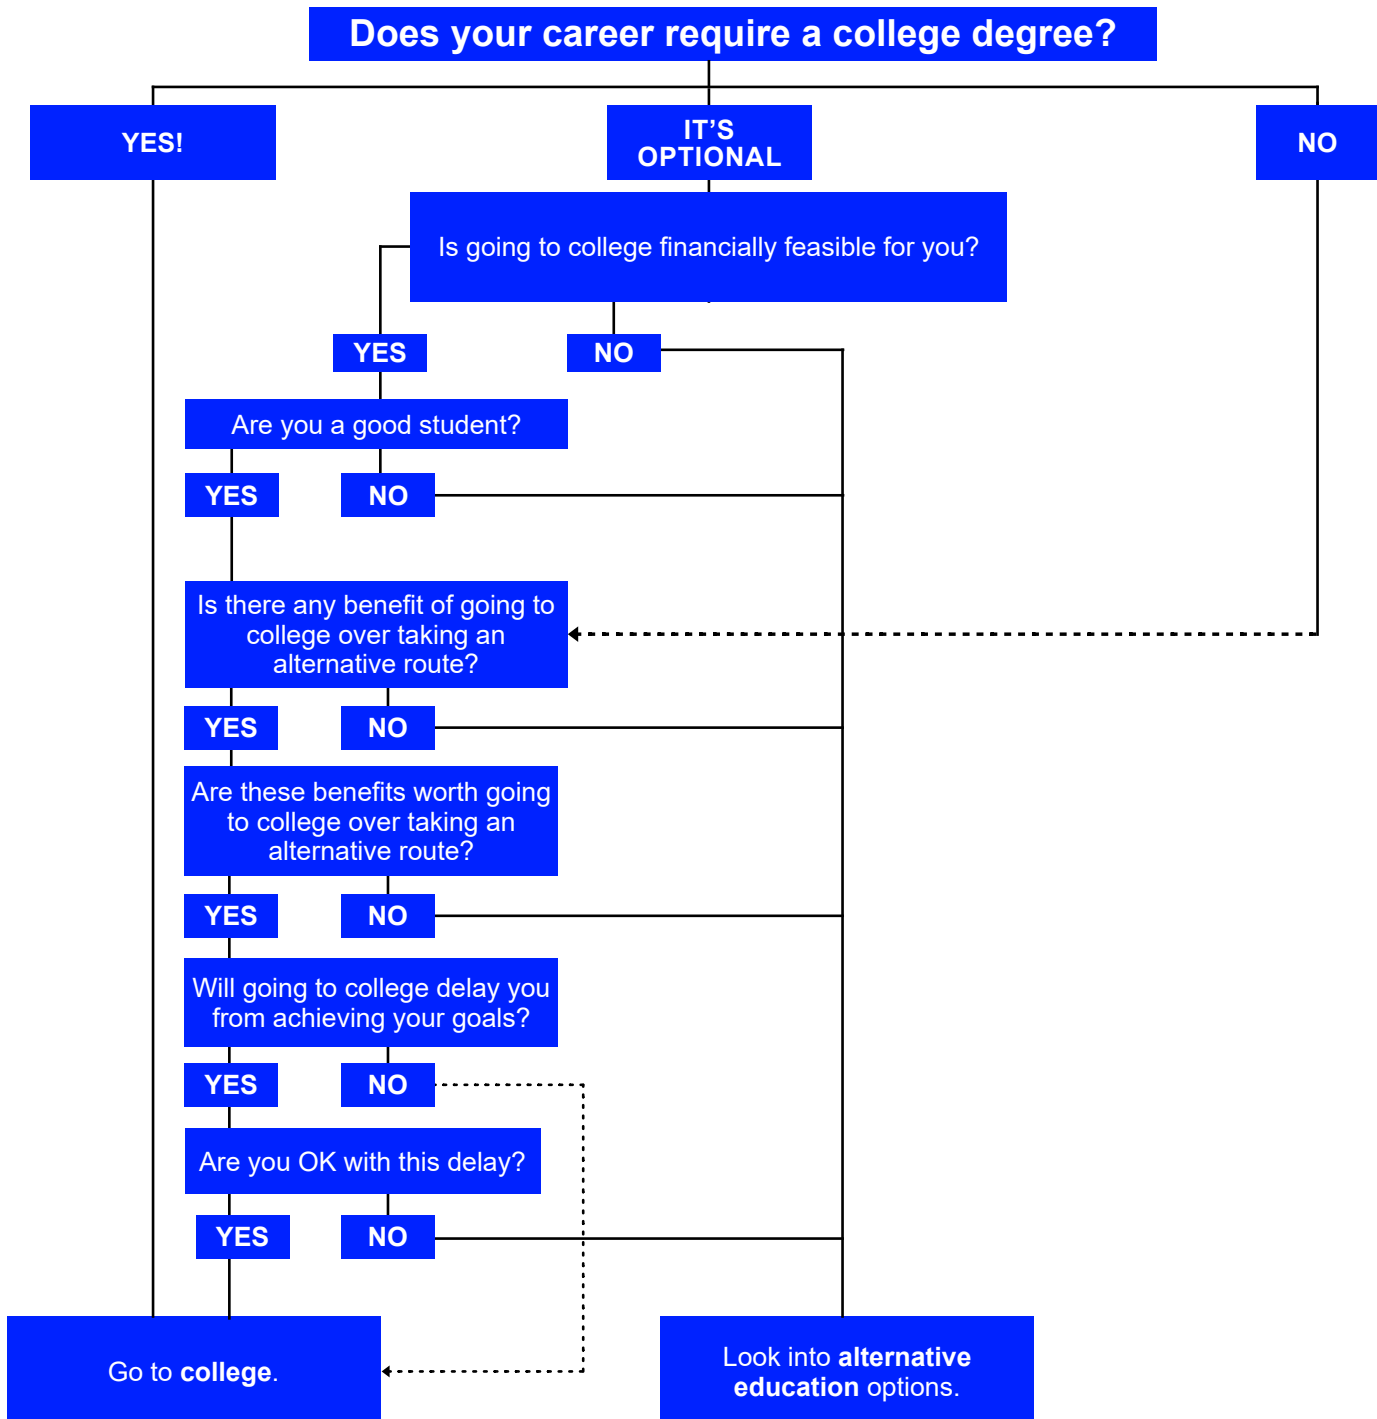 Does your career require a college degree?
YES!
IT'S
OPTIONAL
NO
Is going to college financially feasible for you?
YES
NO
Are you a good student?
YES
NO
Is there any benefit of going to
college over taking an
alternative route?
YES
NO
Are these benefits worth going
to college over taking an
alternative route?
YES
NO
Will going to college delay you
from achieving your goals?
YES
NO
Are you OK with this delay?
YES
NO
Go to college.
Look into alternative
education options.